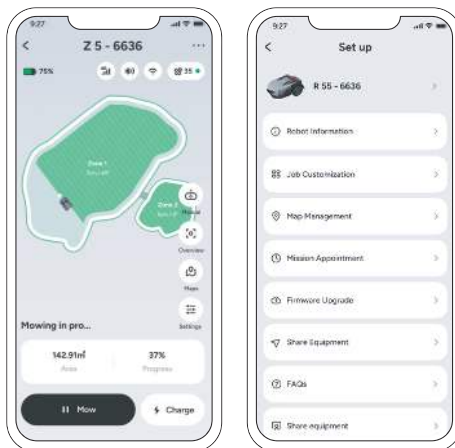 9:27
Z 5 - 6636
75%
35
Zone 1
Zone 2
Manual
Overview
Maps
Settings
Mowing in pro...
142.91㎡
37%
Area
Progress
Mow
Charge
9:27
Set up
R 55 - 6636
Robot Information
Job Customization
Map Management
Mission Appointment
Firmware Upgrade
Share Equipment
FAQs
Share equipment